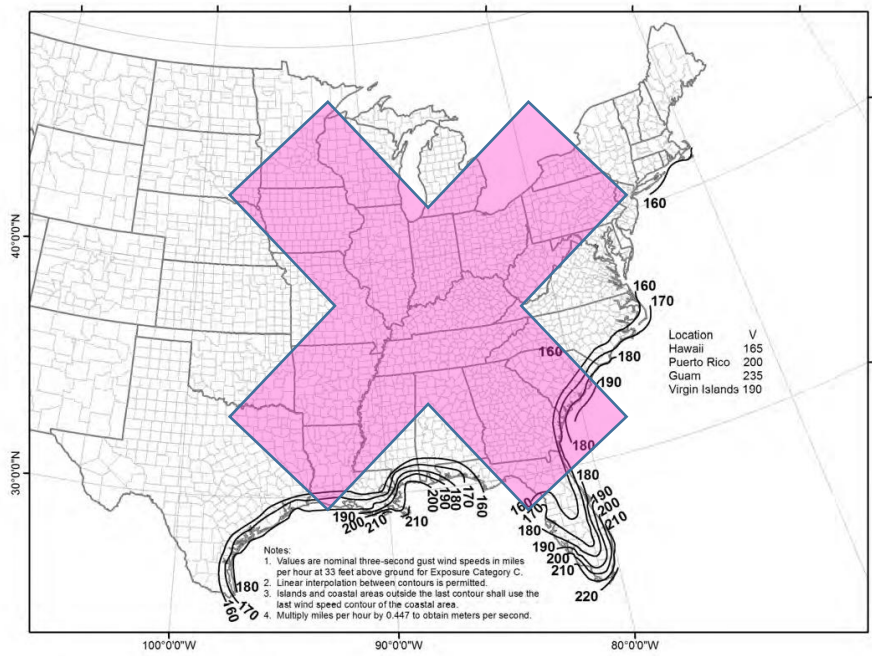 160
40°0'0"N
160
170
Location V
Hawaii 165
Puerto Rico 200
Guam 235
Virgin Islands 190
160
180
190
180
30°0'0"N
180
190
200
210
160
170
180
190
200
210
220
160
170
180
190
200
210
190
200
210
180
170
160
Notes:
1. Values are nominal three-second gust wind speeds in miles
per hour at 33 feet above ground for Exposure Category C.
2. Linear interpolation between contours is permitted.
3. Islands and coastal areas outside the last contour shall use the
last wind speed contour of the coastal area.
4. Multiply miles per hour by 0.447 to obtain meters per second.
100°0'0"W
90°0'0"W
80°0'0"W